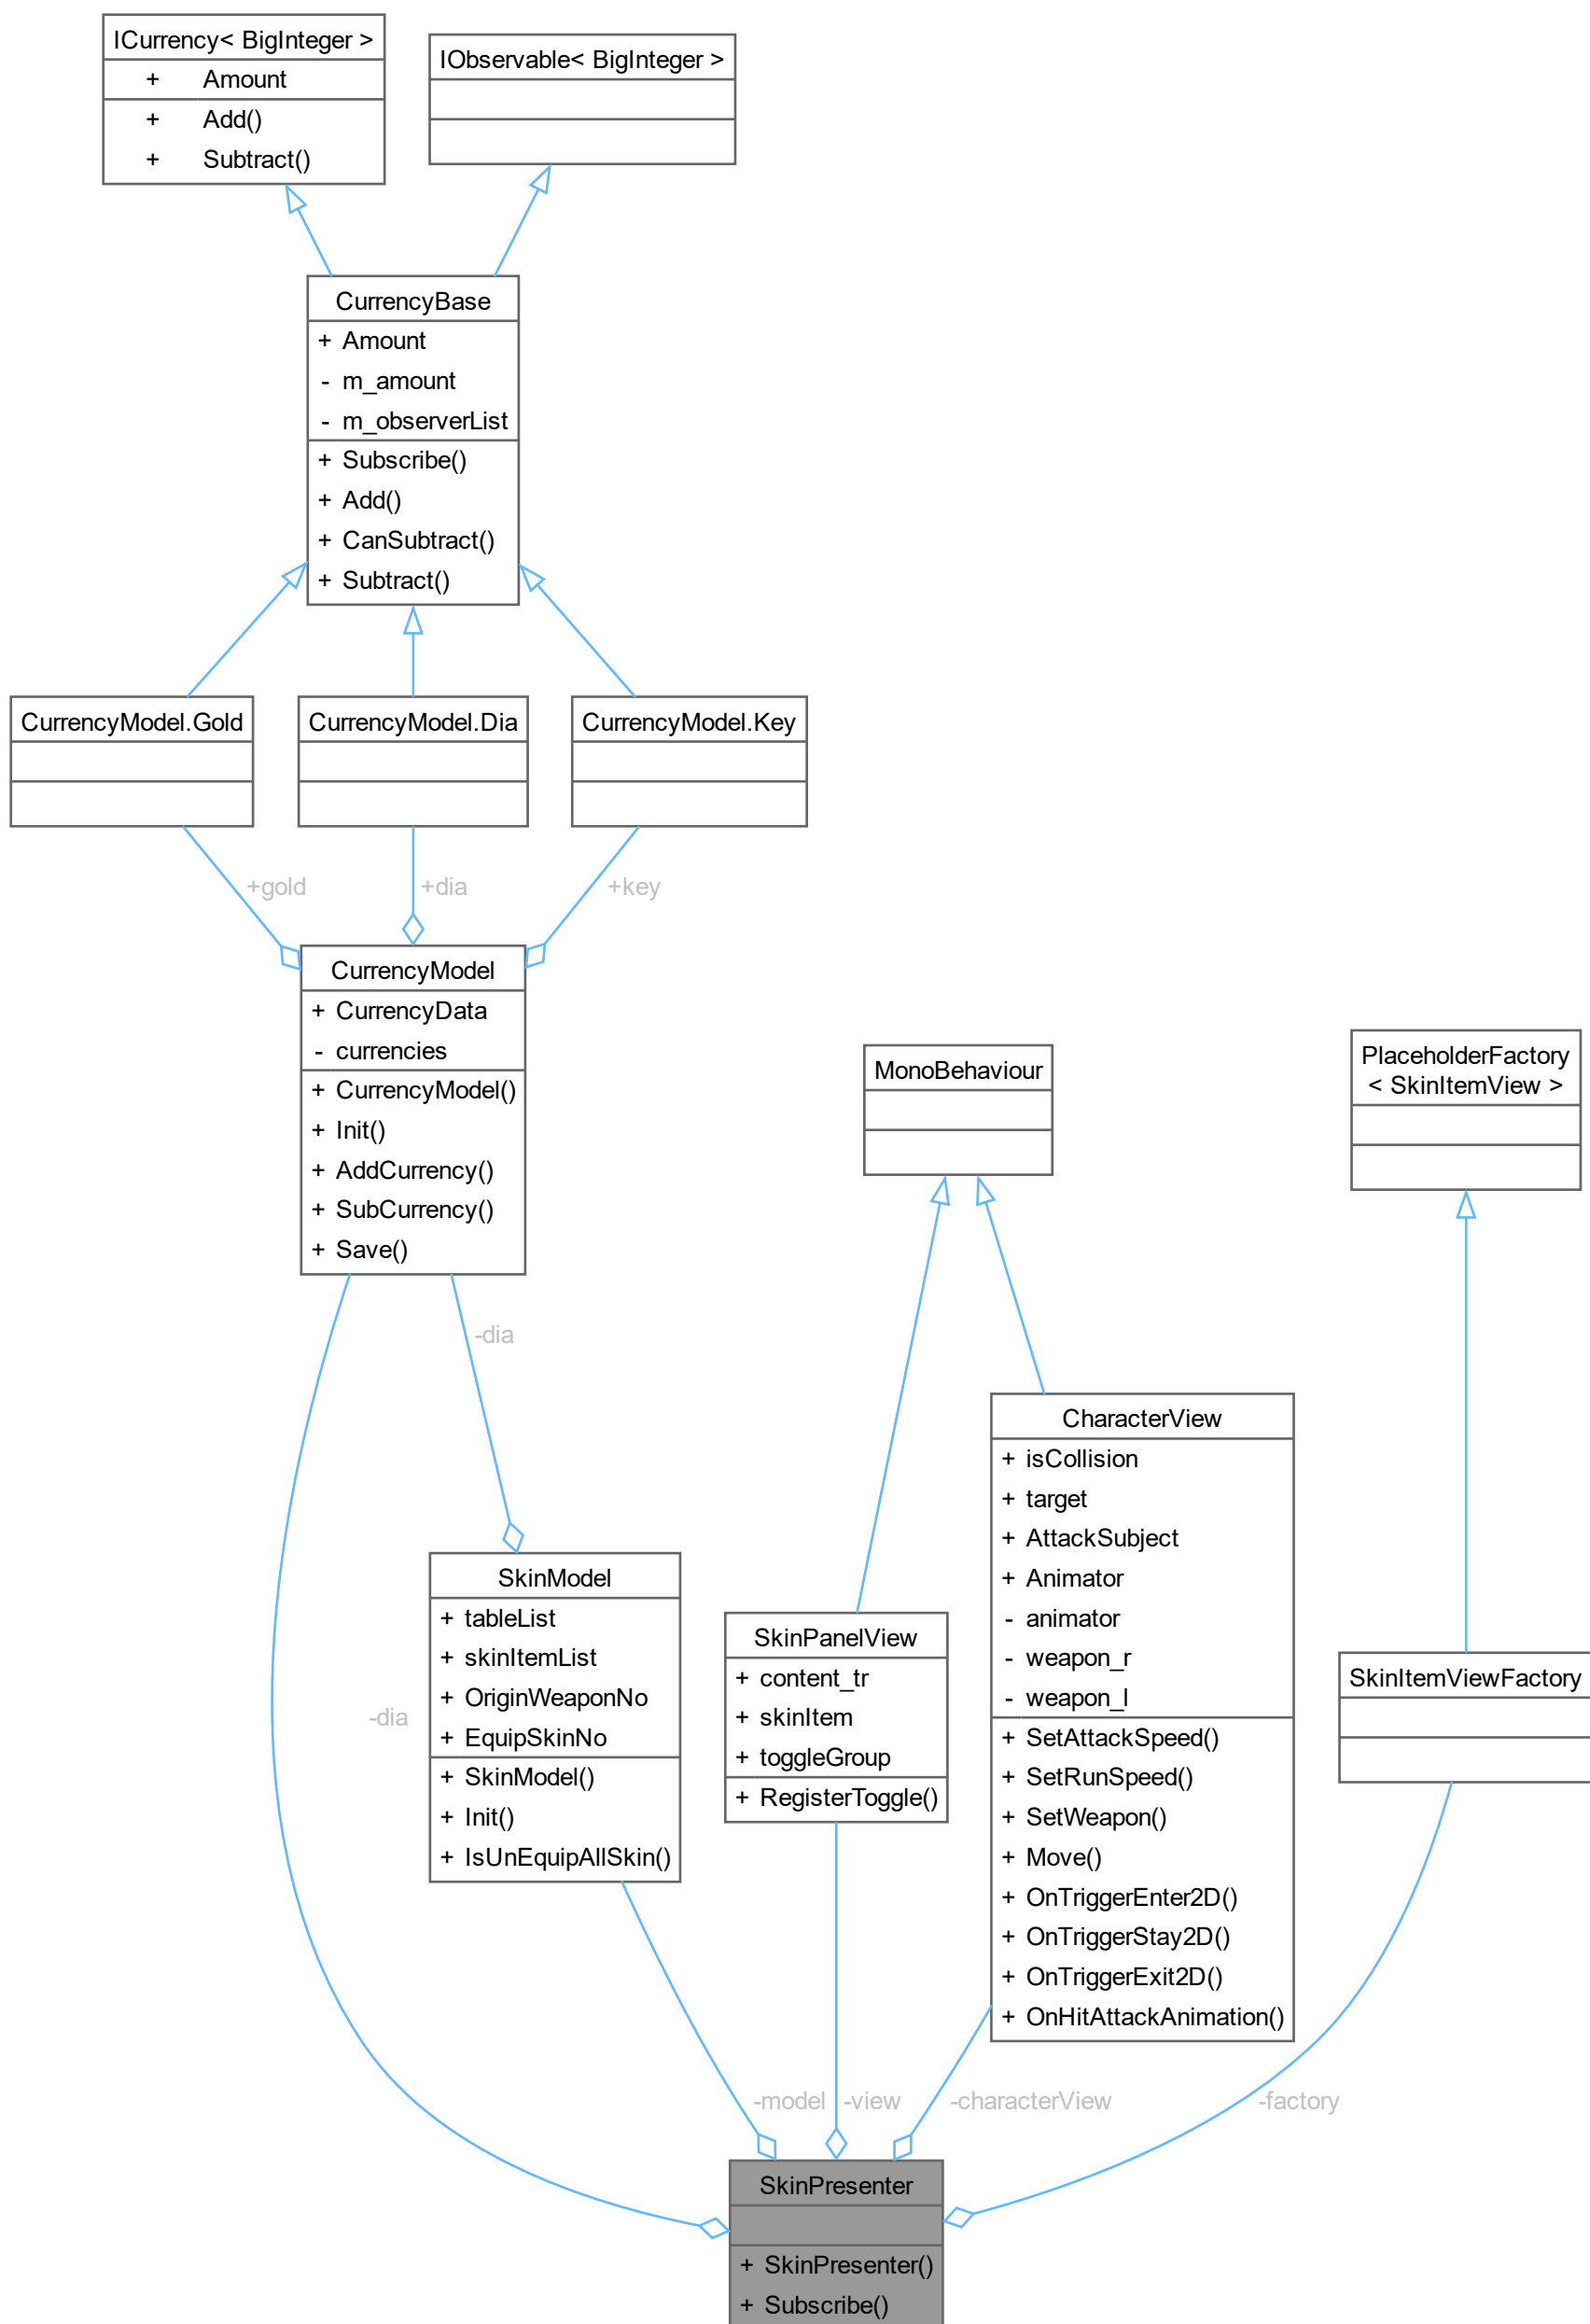 ICurrency< BigInteger >
+ Amount
+ Add()
+ Subtract()
IObservable< BigInteger >
CurrencyBase
+ Amount
- m_amount
- m_observerList
+ Subscribe()
+ Add()
+ CanSubtract()
+ Subtract()
CurrencyModel.Gold
CurrencyModel.Dia
CurrencyModel.Key
+gold
+dia
+key
CurrencyModel
+ CurrencyData
- currencies
+ CurrencyModel()
+ Init()
+ AddCurrency()
+ SubCurrency()
+ Save()
MonoBehaviour
PlaceholderFactory
< SkinItemView >
-dia
CharacterView
+ isCollision
+ target
+ AttackSubject
+ Animator
- animator
- weapon_r
- weapon_l
+ SetAttackSpeed()
+ SetRunSpeed()
+ SetWeapon()
+ Move()
+ OnTriggerEnter2D()
+ OnTriggerStay2D()
+ OnTriggerExit2D()
+ OnHitAttackAnimation()
SkinModel
+ tableList
+ skinItemList
+ OriginWeaponNo
+ EquipSkinNo
+ SkinModel()
+ Init()
+ IsUnEquipAllSkin()
SkinPanelView
+ content_tr
+ skinItem
+ toggleGroup
+ RegisterToggle()
SkinItemViewFactory
-dia
-model
-view
-characterView
-factory
SkinPresenter
+ SkinPresenter()
+ Subscribe()